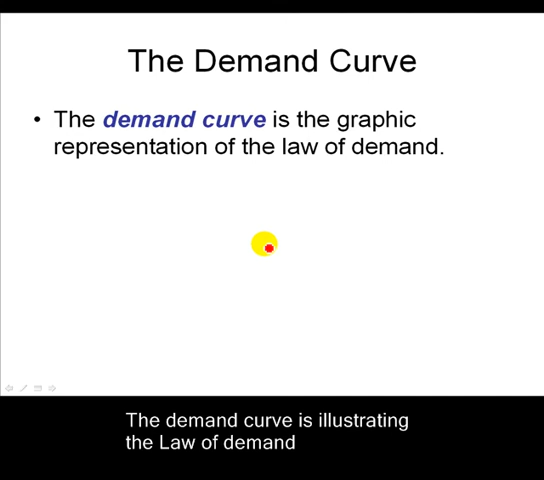 The Demand Curve
• The demand curve is the graphic
representation of the law of demand.
The demand curve is illustrating
the Law of demand